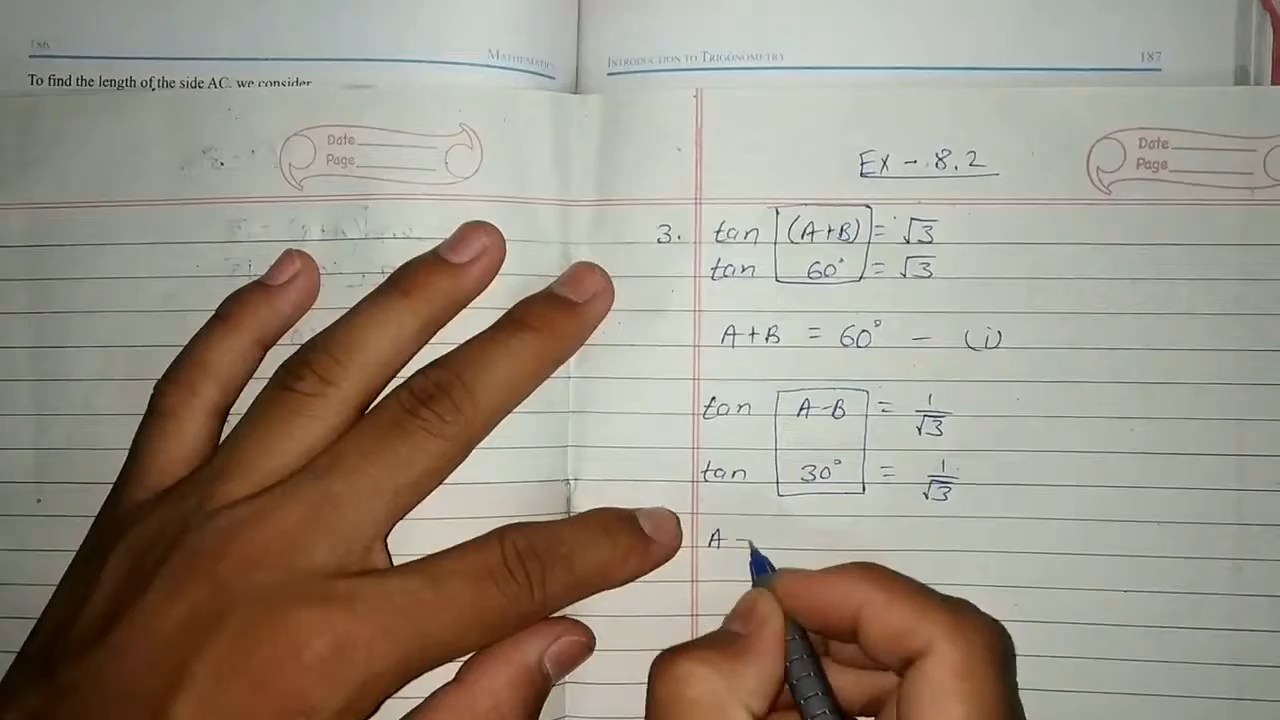 186 MATHEMATICS
To find the length of the side AC, we consider
INTRODUCTION TO TRIGONOMETRY 187
Date
Page
Date
Page
Ex - 8.2
3. tan (A+B) = √3
tan 60° = √3
A+B = 60° - (i)
tan A-B = 1/√3
tan 30° = 1/√3
A -